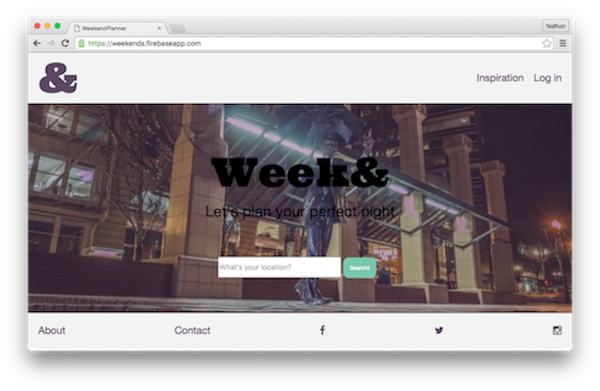 WeekendPlanner
Nathan
https://weekends.firebaseapp.com
&
Inspiration
Log in
Week&
Let's plan your perfect night
What's your location?
Search!
About
Contact